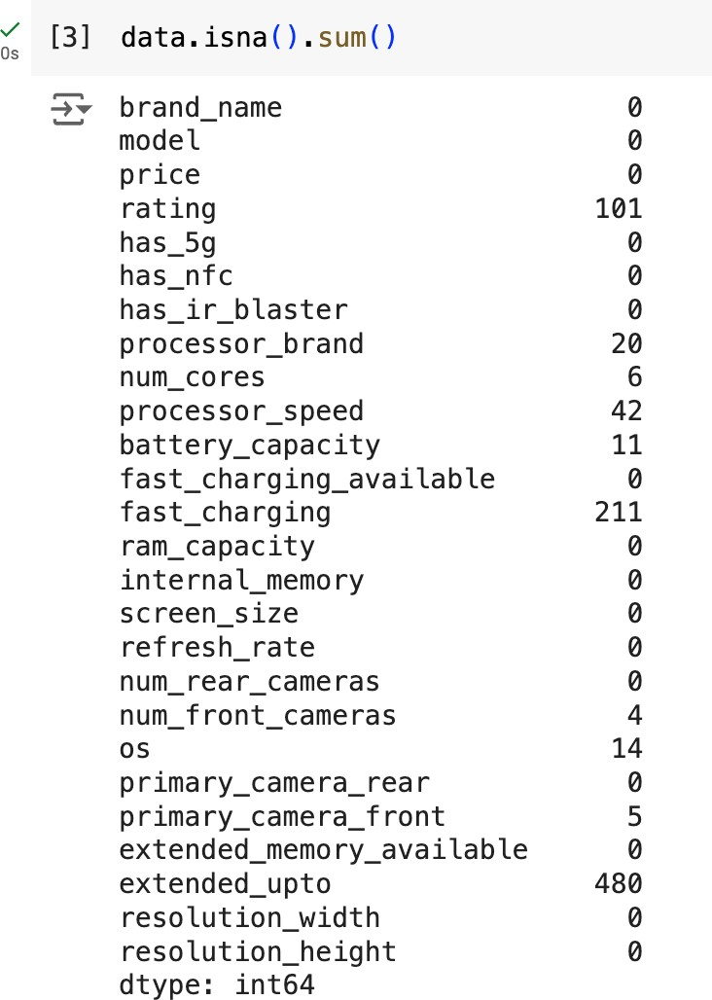 [3] data.isna().sum()
0s
brand_name 0
model 0
price 0
rating 101
has_5g 0
has_nfc 0
has_ir_blaster 0
processor_brand 20
num_cores 6
processor_speed 42
battery_capacity 11
fast_charging_available 0
fast_charging 211
ram_capacity 0
internal_memory 0
screen_size 0
refresh_rate 0
num_rear_cameras 0
num_front_cameras 4
os 14
primary_camera_rear 0
primary_camera_front 5
extended_memory_available 0
extended_upto 480
resolution_width 0
resolution_height 0
dtype: int64